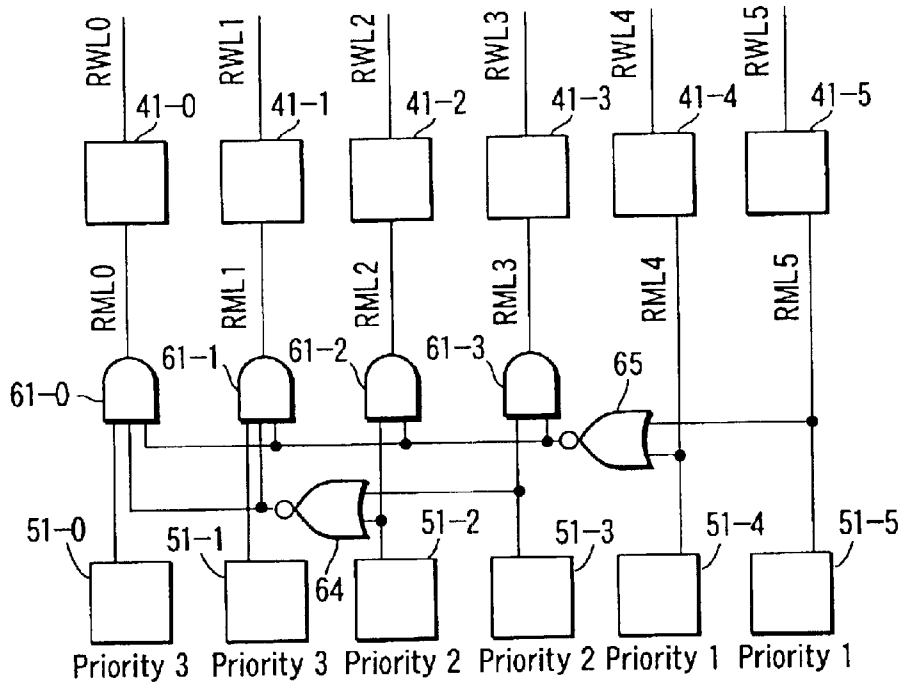 RWL0 RWL1 RWL2 RWL3 RWL4 RWL5
41-0 41-1 41-2 41-3 41-4 41-5
RML0 RML1 RML2 RML3 RML4 RML5
61-0 61-1 61-2 61-3 65
51-0 51-1 64 51-2 51-3 51-4 51-5
Priority 3 Priority 3 Priority 2 Priority 2 Priority 1 Priority 1